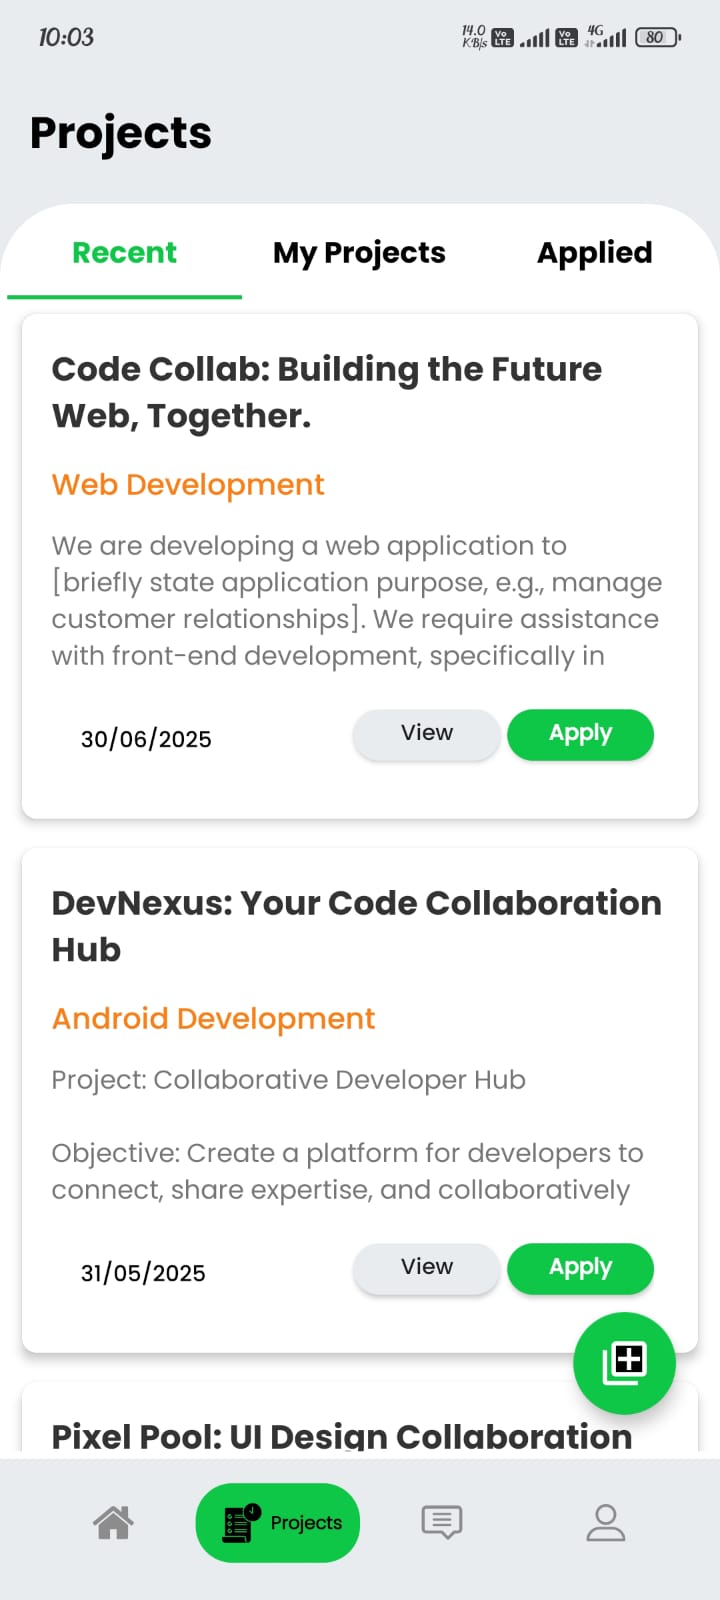 10:03
14.0 KB/s Vo LTE Vo LTE 4G 80
Projects
Recent My Projects Applied
Code Collab: Building the Future
Web, Together.
Web Development
We are developing a web application to
[briefly state application purpose, e.g., manage
customer relationships]. We require assistance
with front-end development, specifically in
30/06/2025 View Apply
DevNexus: Your Code Collaboration
Hub
Android Development
Project: Collaborative Developer Hub
Objective: Create a platform for developers to
connect, share expertise, and collaboratively
31/05/2025 View Apply
Pixel Pool: UI Design Collaboration
Projects